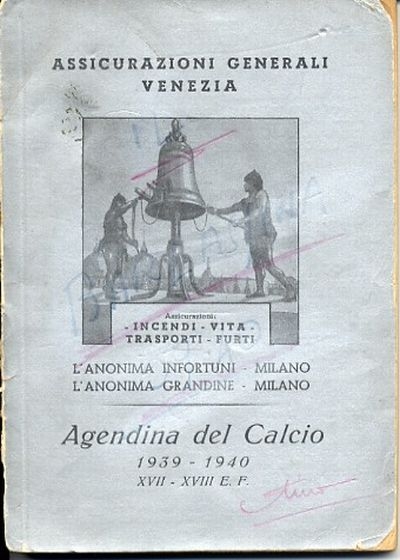 ASSICURAZIONI GENERALI
VENEZIA
Assicurazioni:
- INCENDI - VITA -
TRASPORTI - FURTI
L'ANONIMA INFORTUNI - MILANO
L'ANONIMA GRANDINE - MILANO
Agendina del Calcio
1939 - 1940
XVII - XVIII E. F.